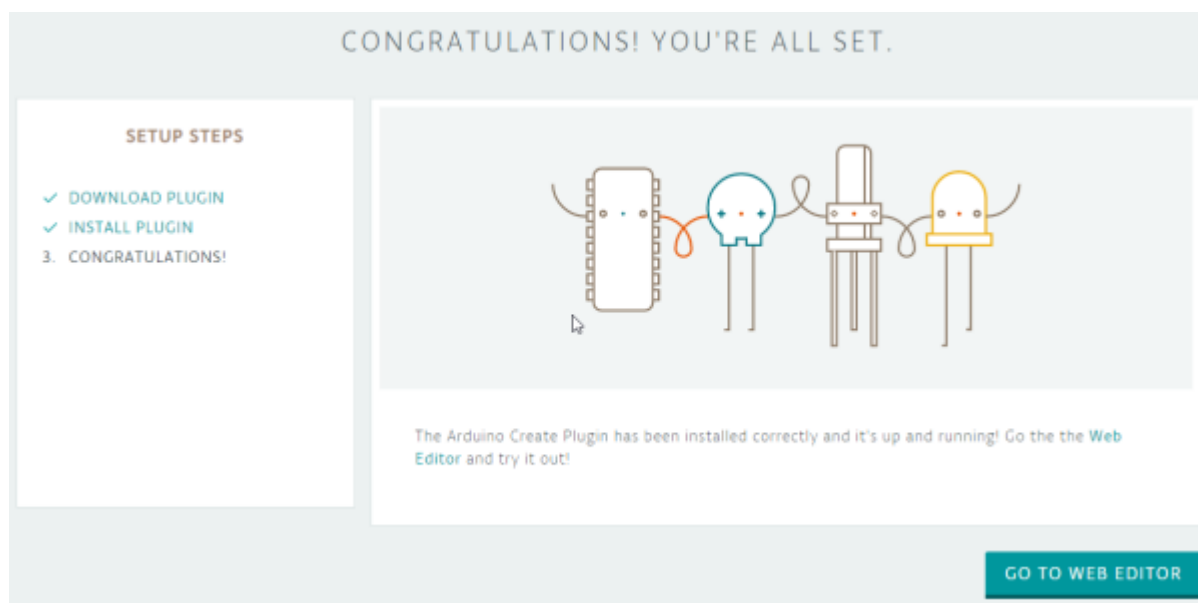 CONGRATULATIONS! YOU'RE ALL SET.
SETUP STEPS
✓ DOWNLOAD PLUGIN
✓ INSTALL PLUGIN
3. CONGRATULATIONS!
The Arduino Create Plugin has been installed correctly and it's up and running! Go the the Web
Editor and try it out!
GO TO WEB EDITOR